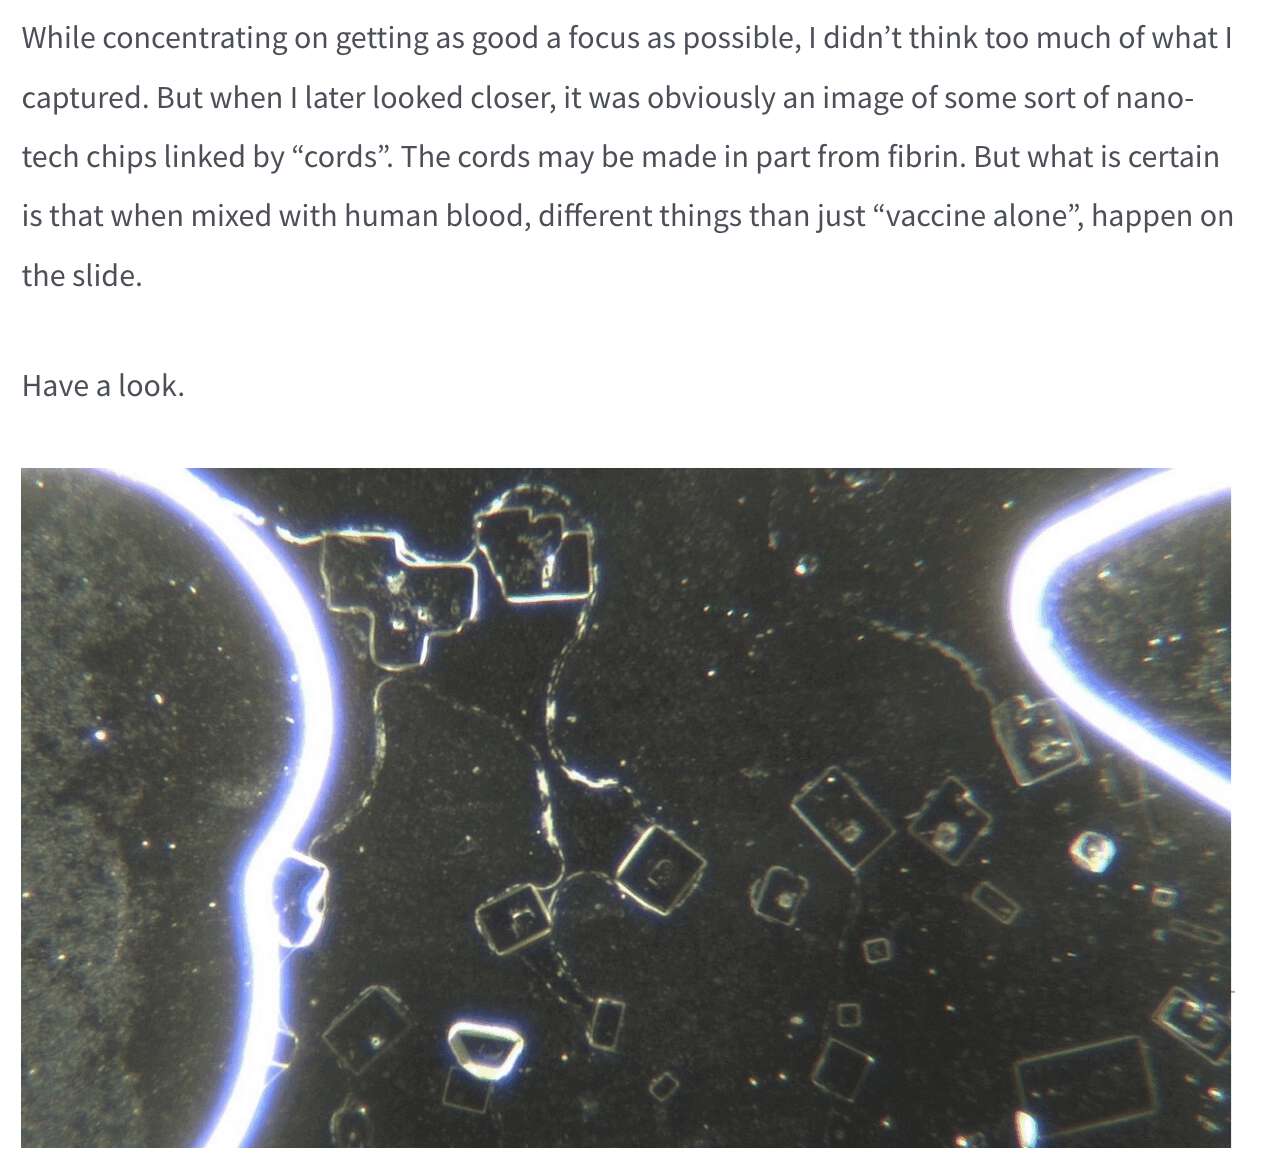 While concentrating on getting as good a focus as possible, I didn’t think too much of what I
captured. But when I later looked closer, it was obviously an image of some sort of nano-
tech chips linked by “cords”. The cords may be made in part from fibrin. But what is certain
is that when mixed with human blood, different things than just “vaccine alone”, happen on
the slide.
Have a look.